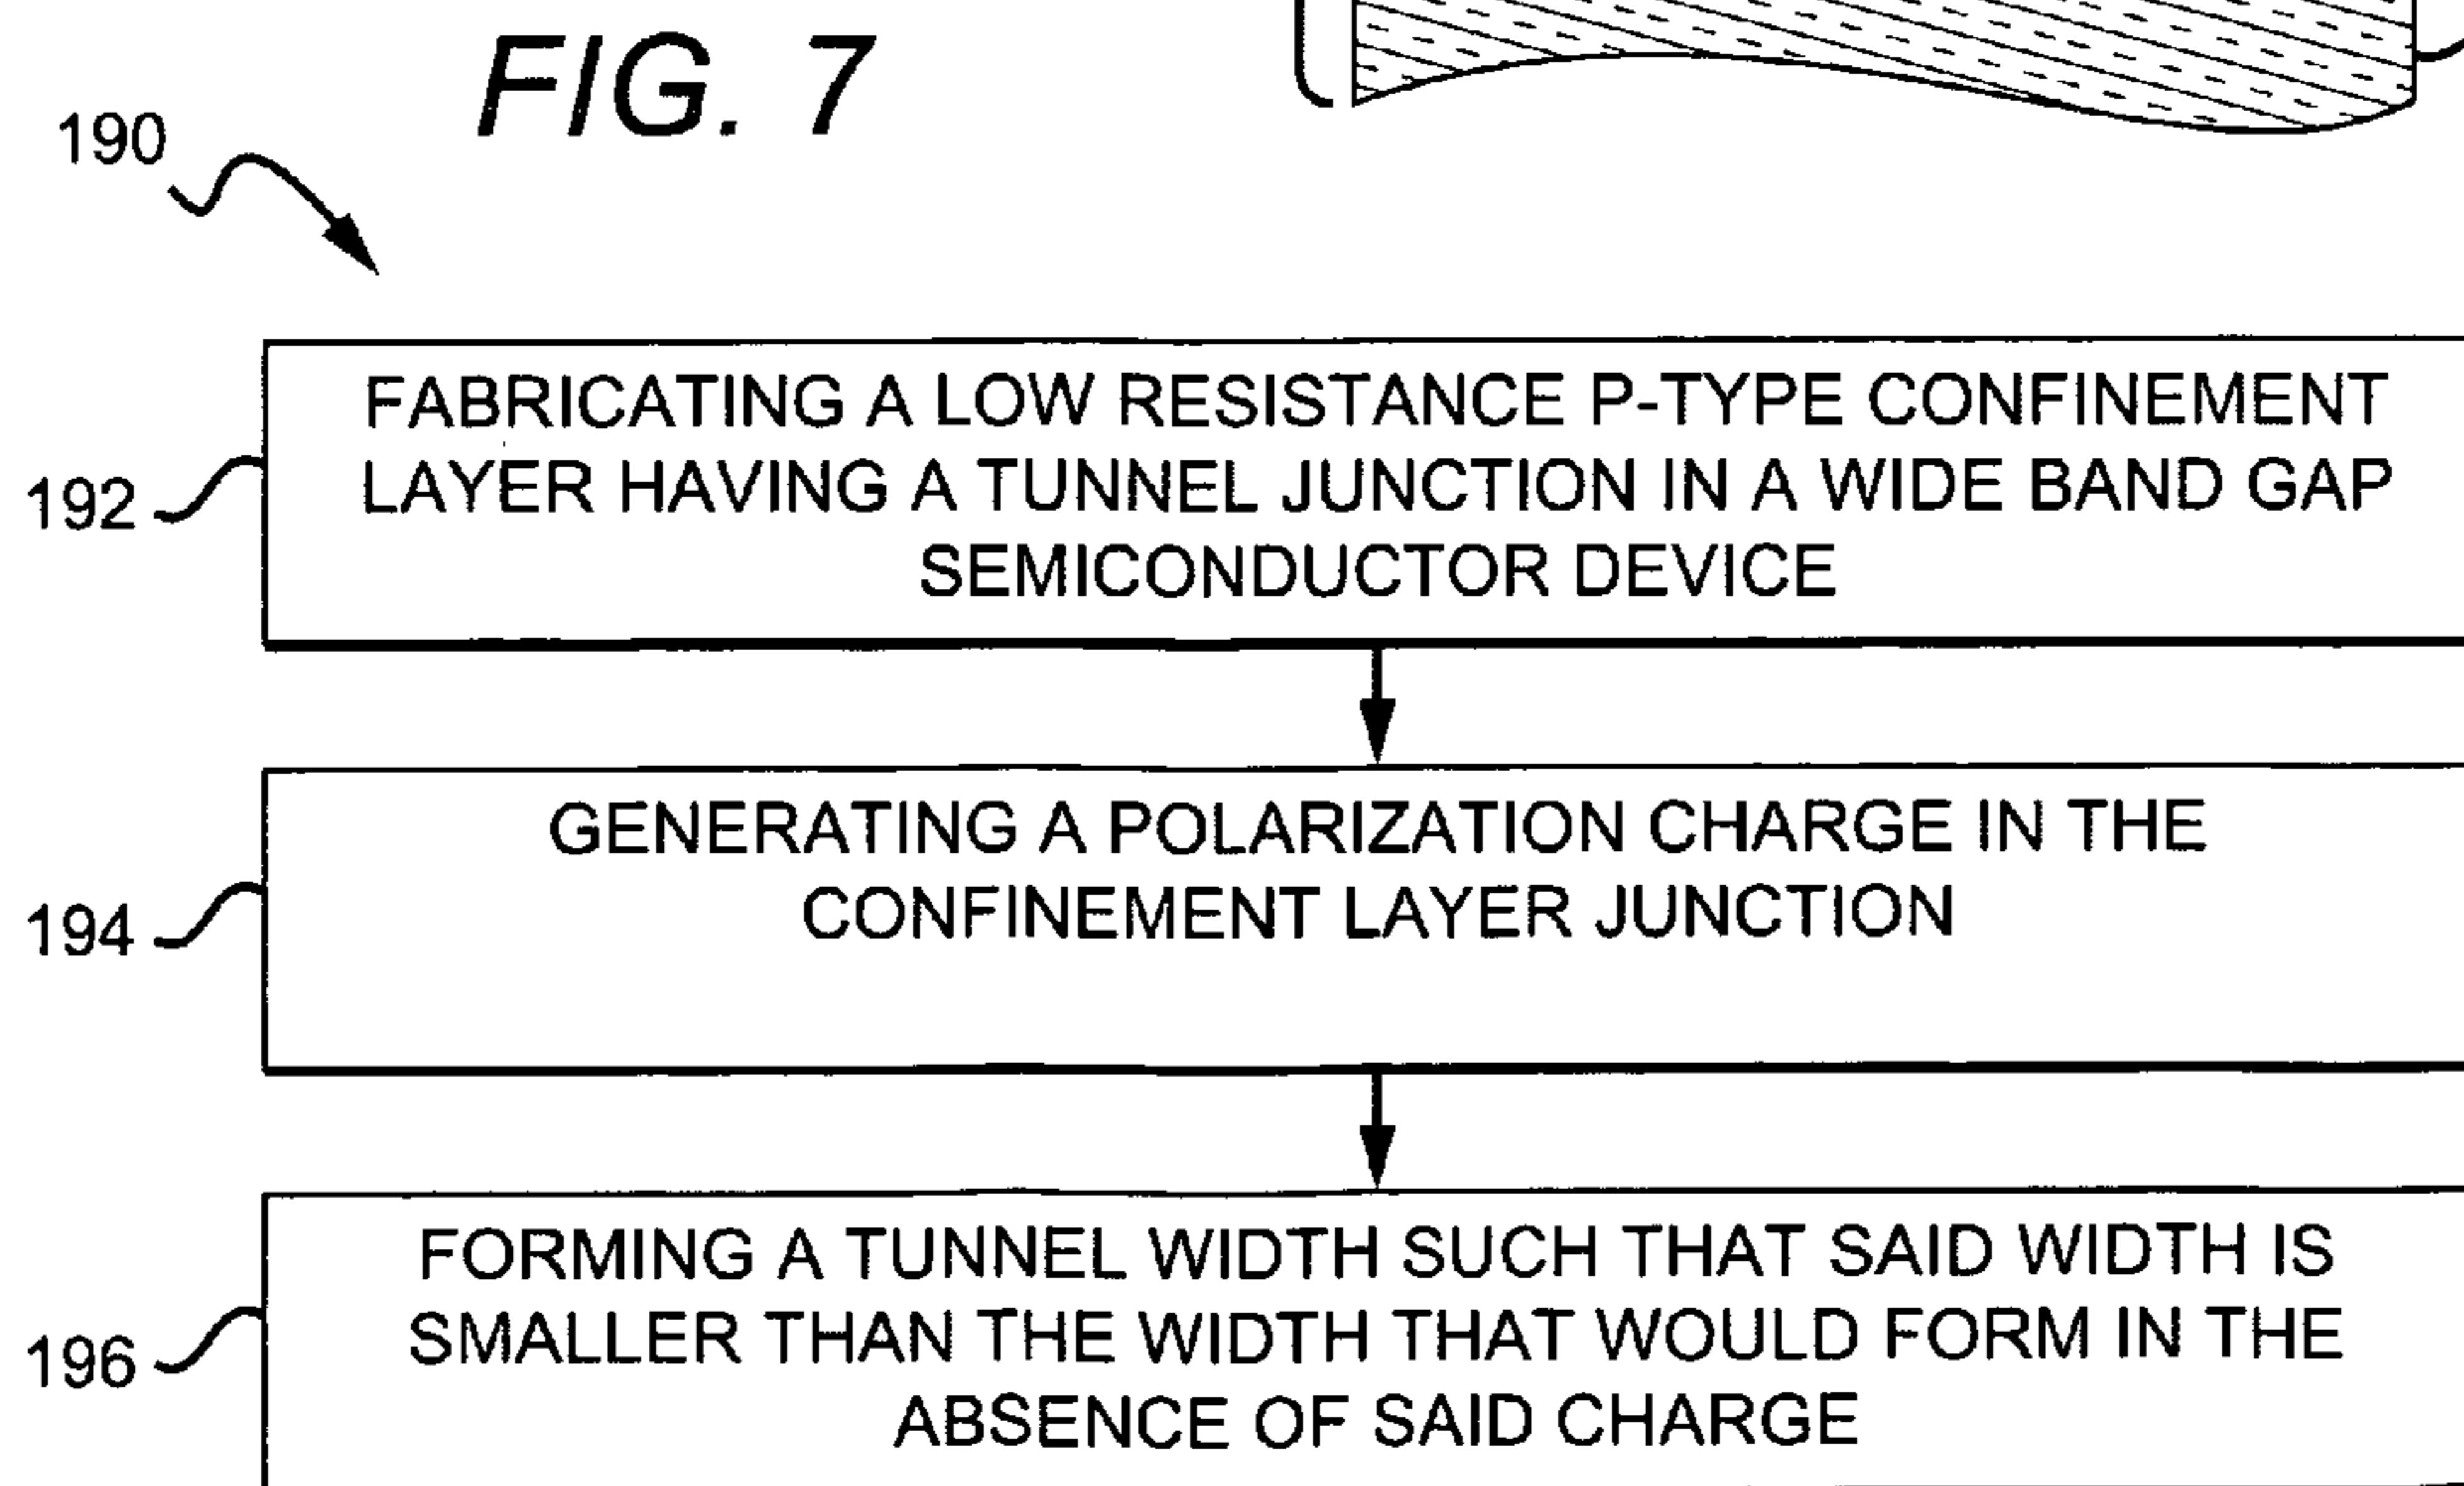 FIG. 7
190
192
FABRICATING A LOW RESISTANCE P-TYPE CONFINEMENT
LAYER HAVING A TUNNEL JUNCTION IN A WIDE BAND GAP
SEMICONDUCTOR DEVICE
194
GENERATING A POLARIZATION CHARGE IN THE
CONFINEMENT LAYER JUNCTION
196
FORMING A TUNNEL WIDTH SUCH THAT SAID WIDTH IS
SMALLER THAN THE WIDTH THAT WOULD FORM IN THE
ABSENCE OF SAID CHARGE